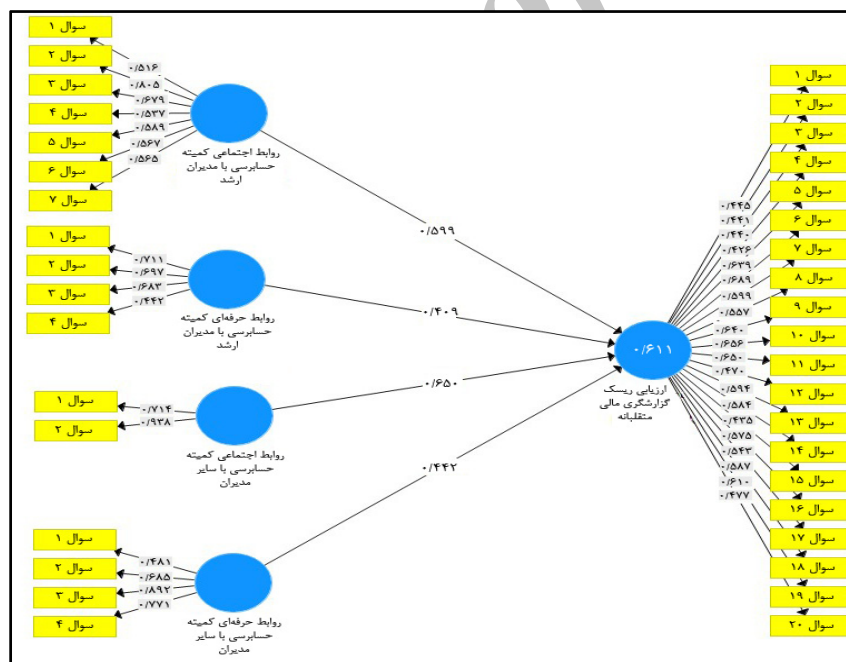 سوال ۱
سوال ۲
سوال ۳
سوال ۴
سوال ۵
سوال ۶
سوال ۷
۰/۵۱۶
۰/۸۰۵
۰/۶۷۹
۰/۵۳۷
۰/۵۸۹
۰/۵۶۷
۰/۵۶۵
روابط اجتماعی کمیته
حسابرسی با مدیران
ارشد
۰/۵۹۹
سوال ۱
سوال ۲
سوال ۳
سوال ۴
۰/۷۱۱
۰/۶۹۷
۰/۶۸۳
۰/۴۴۲
روابط حرفه‌ای کمیته
حسابرسی با مدیران
ارشد
۰/۴۰۹
سوال ۱
سوال ۲
۰/۷۱۴
۰/۹۳۸
روابط اجتماعی کمیته
حسابرسی با سایر
مدیران
۰/۶۵۰
سوال ۱
سوال ۲
سوال ۳
سوال ۴
۰/۴۸۱
۰/۶۸۵
۰/۸۹۲
۰/۷۷۱
روابط حرفه‌ای کمیته
حسابرسی با سایر
مدیران
۰/۴۴۲
۰/۶۱۱
ارزیابی ریسک
گزارشگری مالی
متقلبانه
۰/۴۴۵
۰/۴۴۱
۰/۴۴۰
۰/۴۲۶
۰/۶۳۹
۰/۶۸۹
۰/۵۹۹
۰/۵۵۷
۰/۶۴۰
۰/۶۵۶
۰/۶۵۰
۰/۴۷۰
۰/۵۹۴
۰/۵۸۴
۰/۴۳۵
۰/۵۷۵
۰/۵۴۳
۰/۵۸۷
۰/۶۱۰
۰/۴۷۷
سوال ۱
سوال ۲
سوال ۳
سوال ۴
سوال ۵
سوال ۶
سوال ۷
سوال ۸
سوال ۹
سوال ۱۰
سوال ۱۱
سوال ۱۲
سوال ۱۳
سوال ۱۴
سوال ۱۵
سوال ۱۶
سوال ۱۷
سوال ۱۸
سوال ۱۹
سوال ۲۰